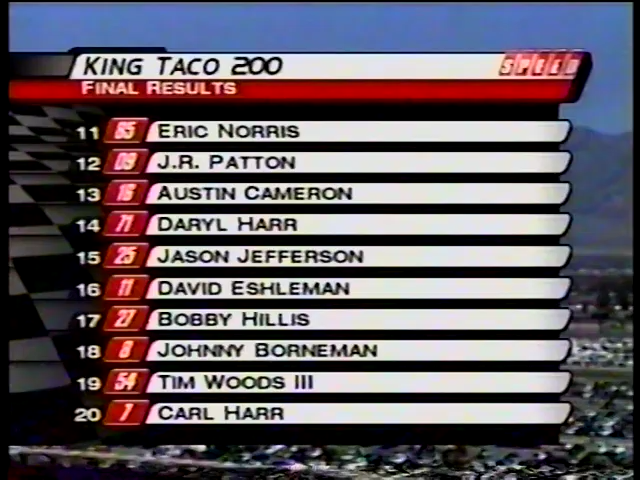 KING TACO 200 SPEED
FINAL RESULTS
11 85 ERIC NORRIS
12 09 J.R. PATTON
13 16 AUSTIN CAMERON
14 71 DARYL HARR
15 25 JASON JEFFERSON
16 11 DAVID ESHLEMAN
17 27 BOBBY HILLIS
18 8 JOHNNY BORNEMAN
19 54 TIM WOODS III
20 7 CARL HARR